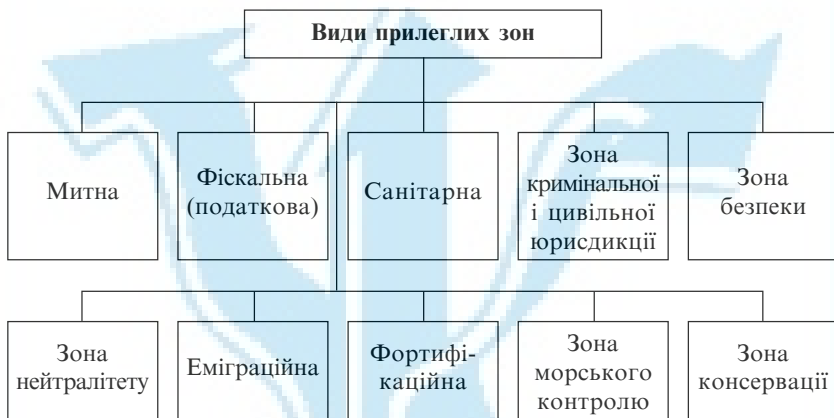 Види прилеглих зон
Митна
Фіскальна
(податкова)
Санітарна
Зона
кримінальної
і цивільної
юрисдикції
Зона
безпеки
Зона
нейтралітету
Еміграційна
Фортифі-
каційна
Зона
морського
контролю
Зона
консервації